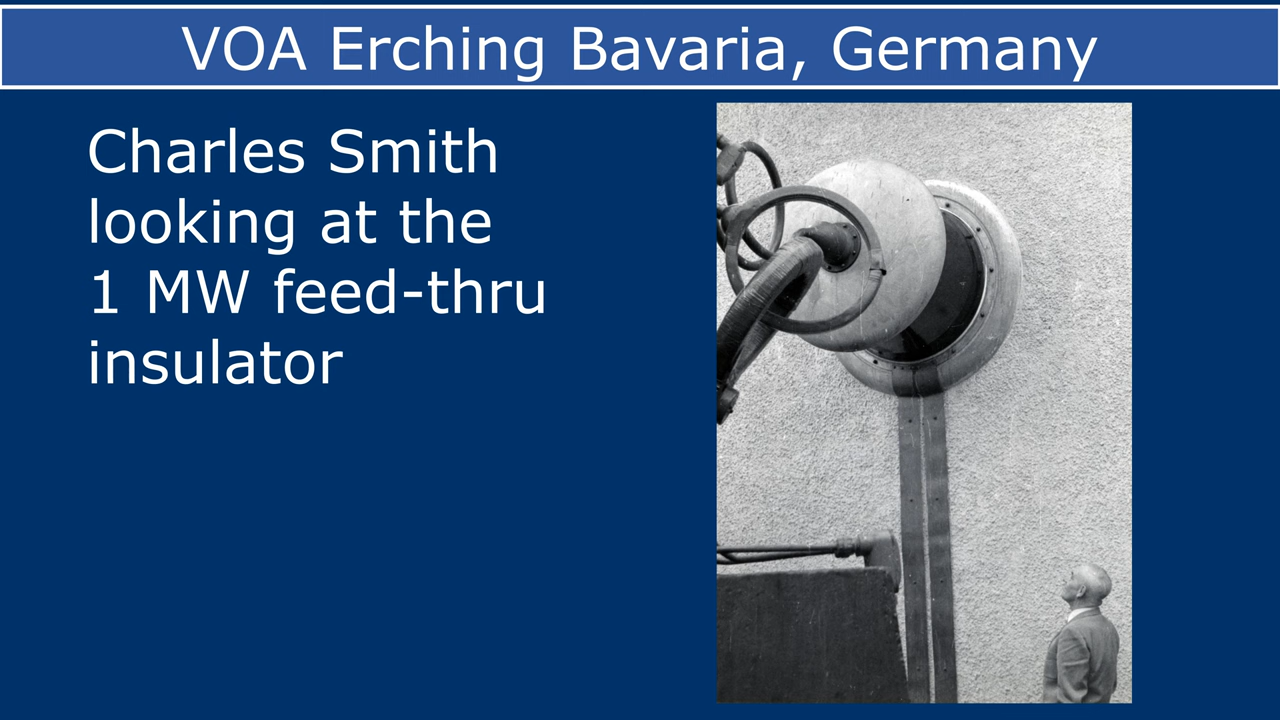 VOA Erching Bavaria, Germany
Charles Smith
looking at the
1 MW feed-thru
insulator